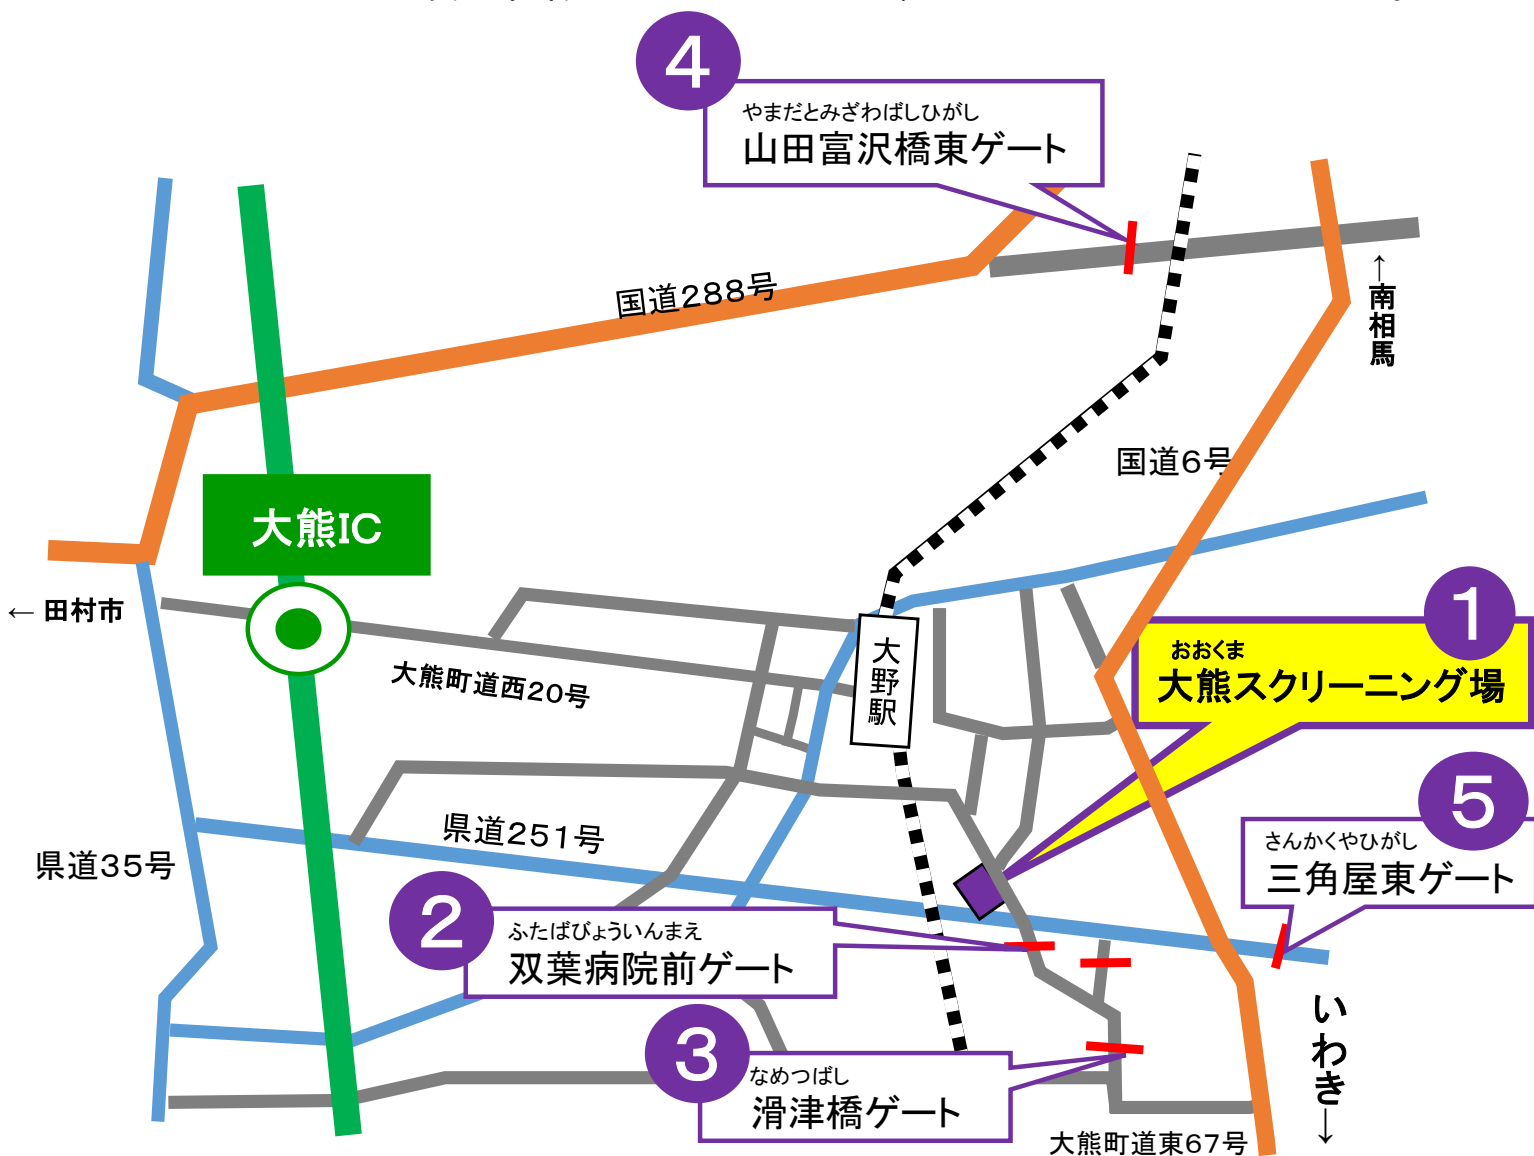 4
やまだとみざわばしひがし
山田富沢橋東ゲート
国道288号
↑南相馬
国道6号
大熊IC
← 田村市
大熊町道西20号
大野駅
1
おおくま
大熊スクリーニング場
5
さんかくやひがし
三角屋東ゲート
県道251号
県道35号
2
ふたばびょういんまえ
双葉病院前ゲート
3
なめつばし
滑津橋ゲート
いわき↓
大熊町道東67号